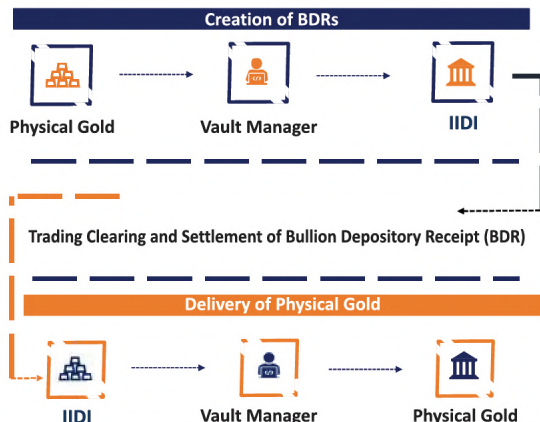 Creation of BDRs
Physical Gold
Vault Manager
IIDI
Trading Clearing and Settlement of Bullion Depository Receipt (BDR)
Delivery of Physical Gold
IIDI
Vault Manager
Physical Gold